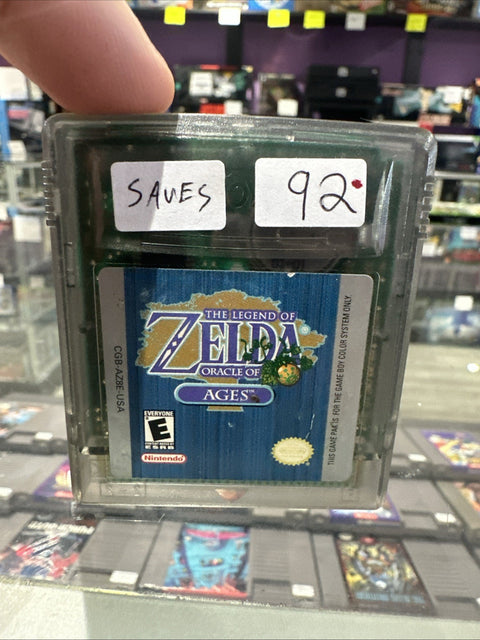 SAVES
92
THE LEGEND OF
ZELDA
ORACLE OF
AGES™
CGB-AZ8E-USA
THIS GAME PAK IS FOR THE GAME BOY COLOR SYSTEM ONLY
EVERYONE
E
ESRB
Nintendo